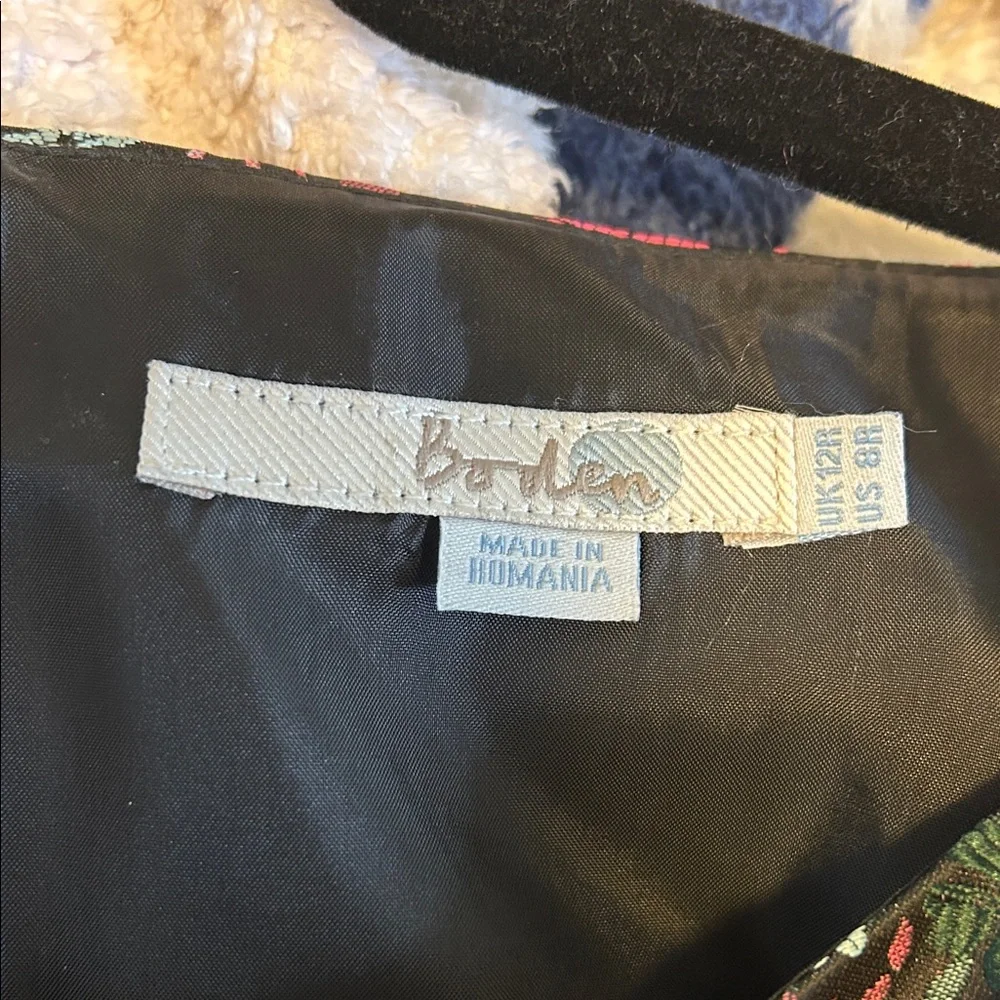 Boden
UK 12R
US 8R
MADE IN
ROMANIA